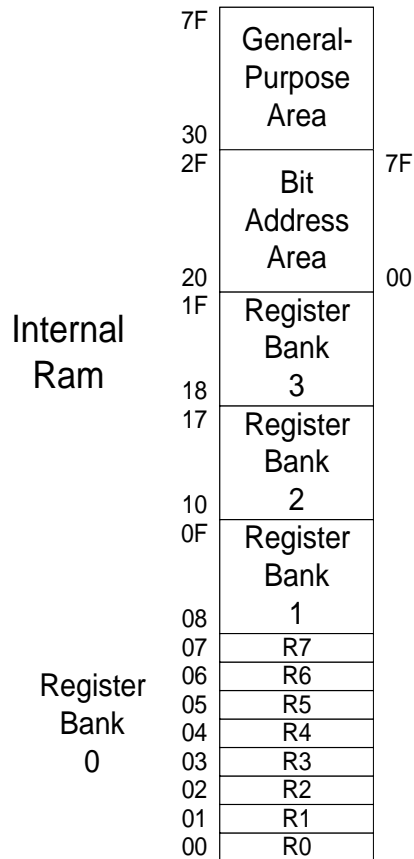 7F
General-
Purpose
Area
30
2F
7F
Bit
Address
Area
20
00
1F
Register
Bank
3
18
Internal
Ram
17
Register
Bank
2
10
0F
Register
Bank
1
08
07 R7
06 R6
05 R5
04 R4
03 R3
02 R2
01 R1
00 R0
Register
Bank
0